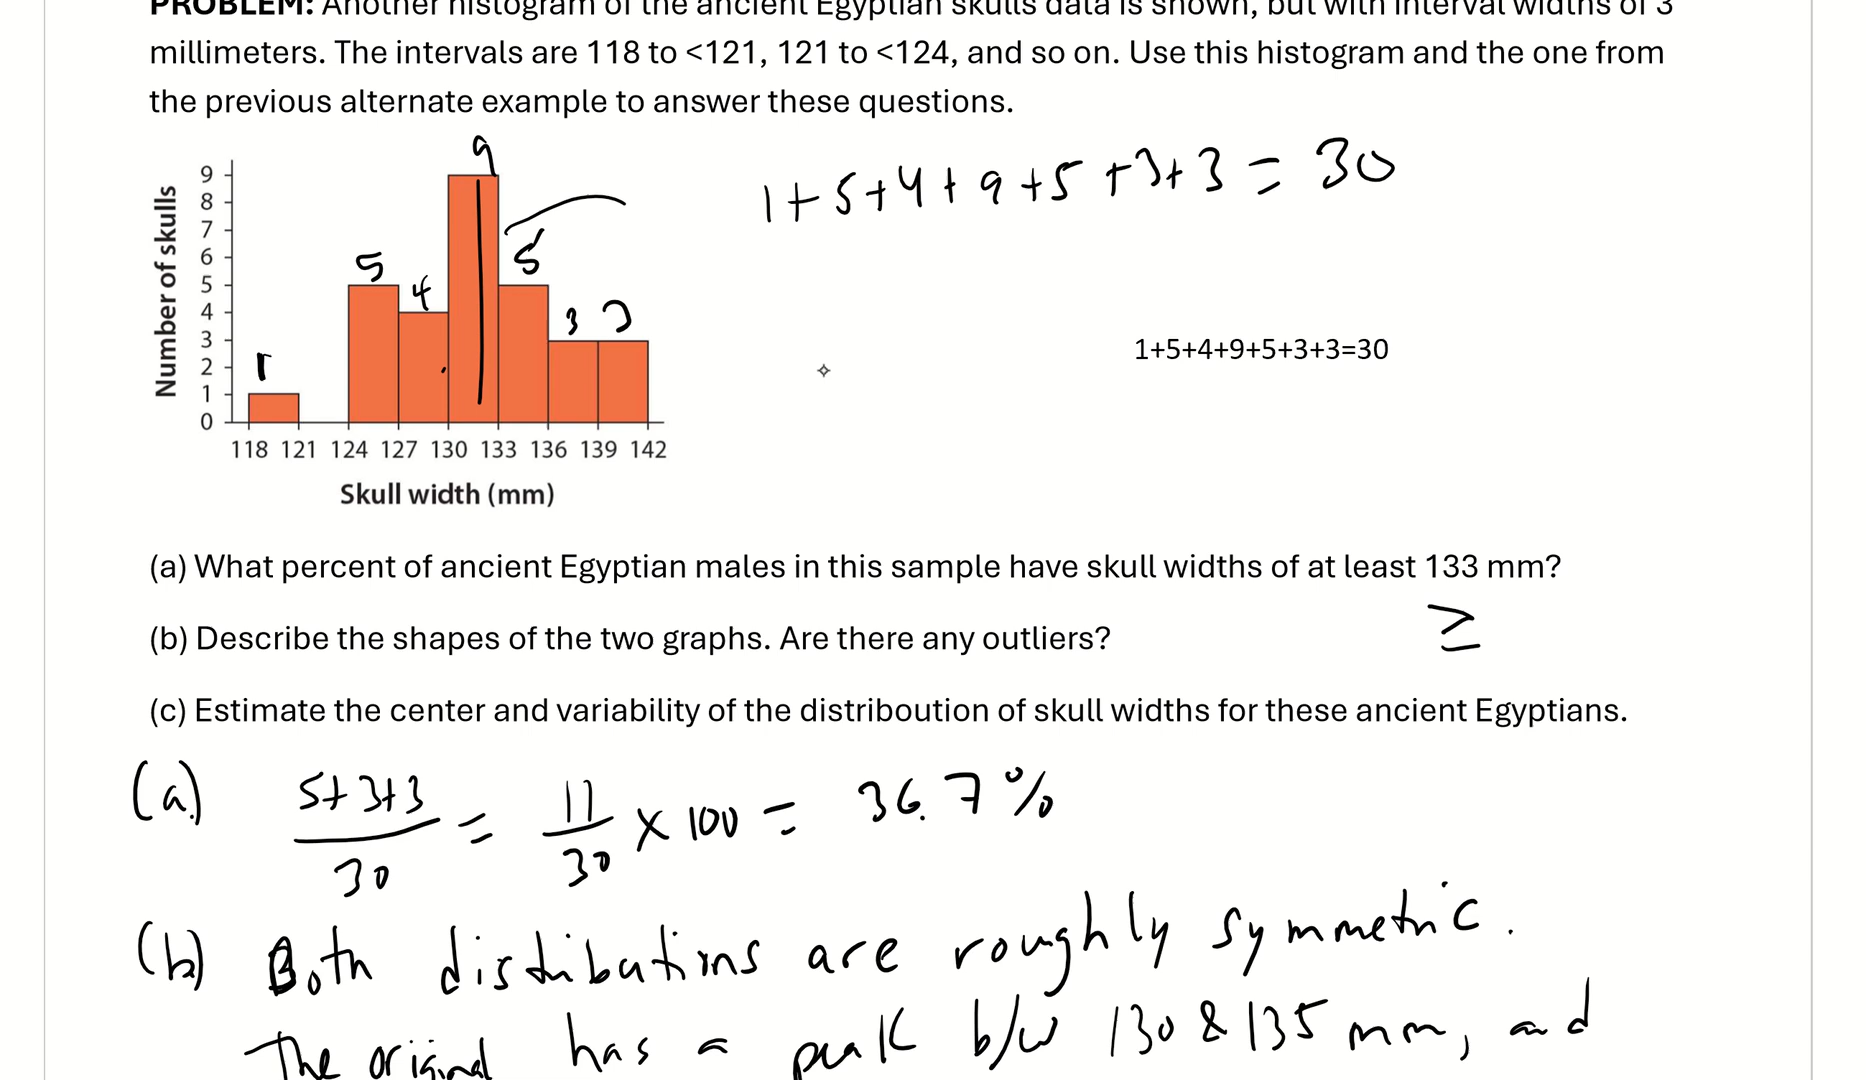 PROBLEM: Another histogram of the ancient Egyptian skulls data is shown, but with interval widths of 3
millimeters. The intervals are 118 to <121, 121 to <124, and so on. Use this histogram and the one from
the previous alternate example to answer these questions.
1+5+4+9+5+3+3=30
9
5
4
5
3 3
1
Number of skulls
9
8
7
6
5
4
3
2
1
0
118 121 124 127 130 133 136 139 142
Skull width (mm)
1+5+4+9+5+3+3=30
(a) What percent of ancient Egyptian males in this sample have skull widths of at least 133 mm?
≥
(b) Describe the shapes of the two graphs. Are there any outliers?
(c) Estimate the center and variability of the distriboution of skull widths for these ancient Egyptians.
(a) 5+3+3/30 = 11/30 × 100 = 36.7%
(b) Both distributions are roughly symmetric.
The original has a peak b/w 130 & 135 mm, and